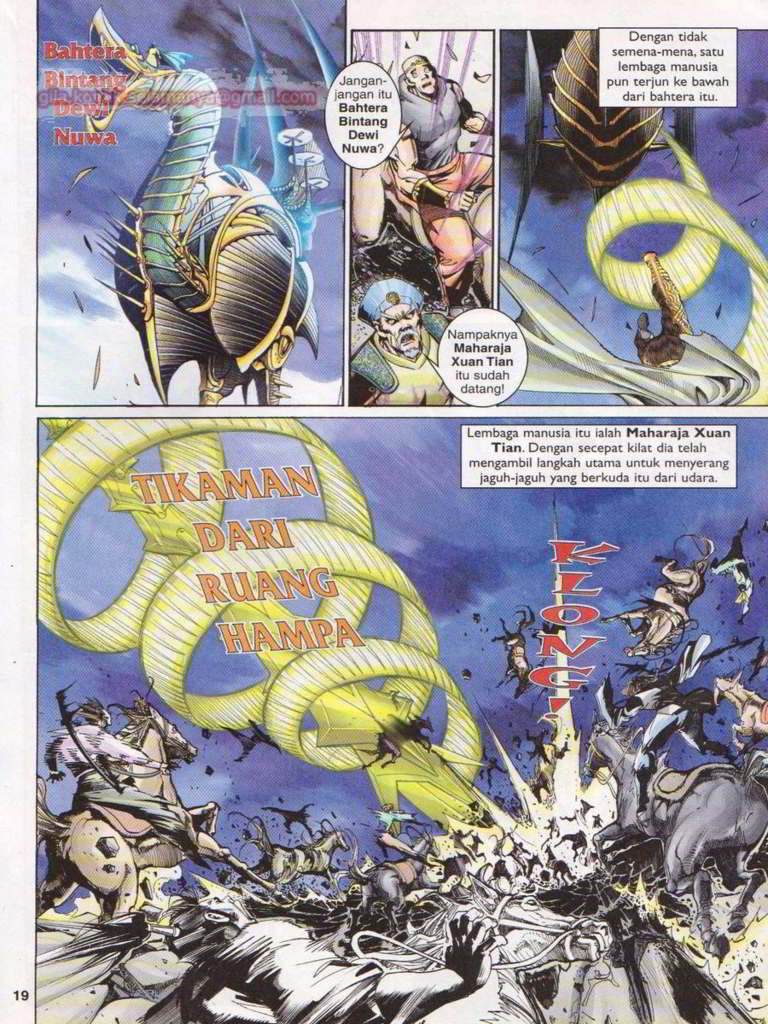 Bahtera
Bintang
Dewi
Nuwa
Jangan-
jangan itu
Bahtera
Bintang
Dewi
Nuwa?
Nampaknya
Maharaja
Xuan Tian
itu sudah
datang!
Dengan tidak
semena-mena, satu
lembaga manusia
pun terjun ke bawah
dari bahtera itu.
Lembaga manusia itu ialah Maharaja Xuan
Tian. Dengan secepat kilat dia telah
mengambil langkah utama untuk menyerang
jaguh-jaguh yang berkuda itu dari udara.
TIKAMAN
DARI
RUANG
HAMPA
KLONG!
19